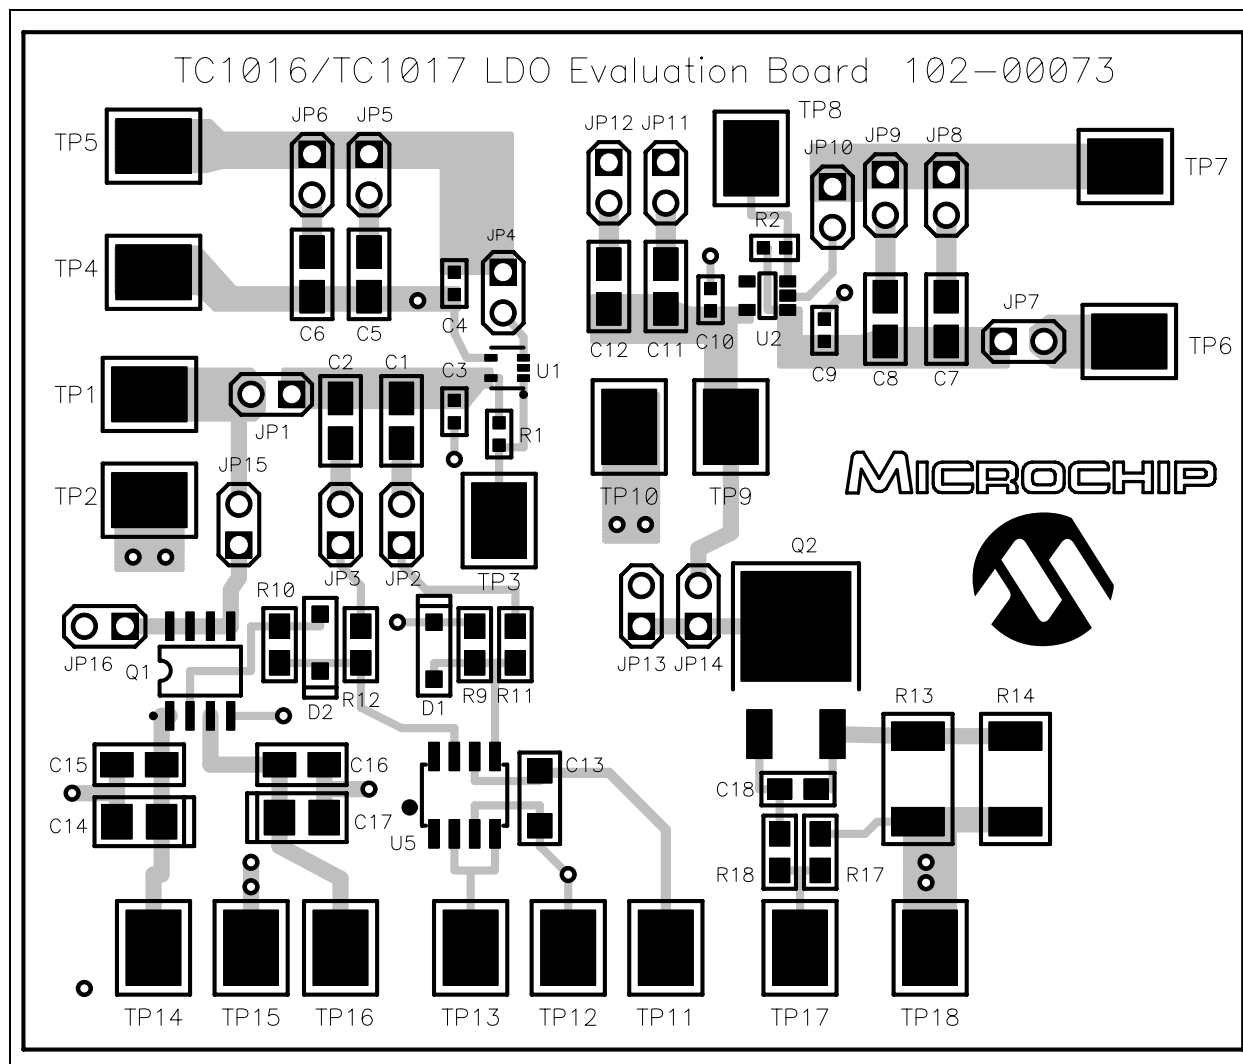 TC1016/TC1017 LDO Evaluation Board 102-00073
JP6 JP5
TP5
JP12 JP11
TP8
JP10 JP9 JP8
TP7
R2
TP4
JP4
C4
C6 C5
JP7
C10 U2
C12 C11
C9 C8 C7
TP6
C2 C1 C3 U1
TP1
JP1
R1
JP15
TP2
TP10 TP9
MICROCHIP
JP3 JP2 TP3
Q2
R10
JP16 Q1
D2 R12 D1 R9 R11
JP13 JP14
R13 R14
C15 C16 C13
C18
C14 C17 U5
R18 R17
TP14 TP15 TP16 TP13 TP12 TP11 TP17 TP18